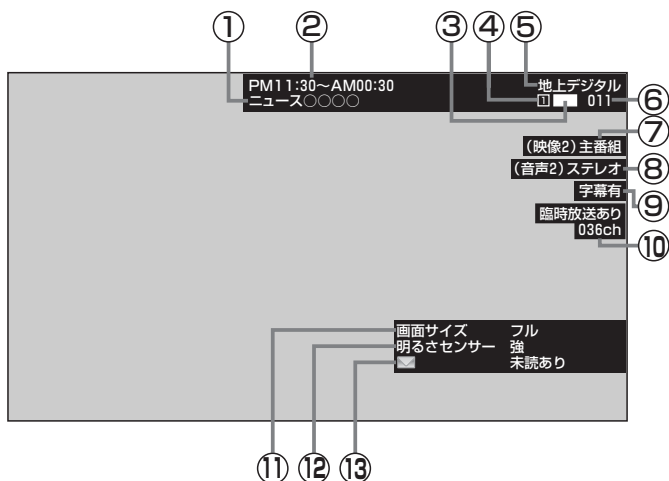 ① ② ③ ④ ⑤
PM11:30～AM00:30 地上デジタル
ニュース○○○○ 1 011 ⑥
⑦
(映像2)主番組
(音声2)ステレオ ⑧
字幕有 ⑨
臨時放送あり
036ch ⑩
画面サイズ フル
明るさセンサー 強
未読あり
⑪ ⑫ ⑬